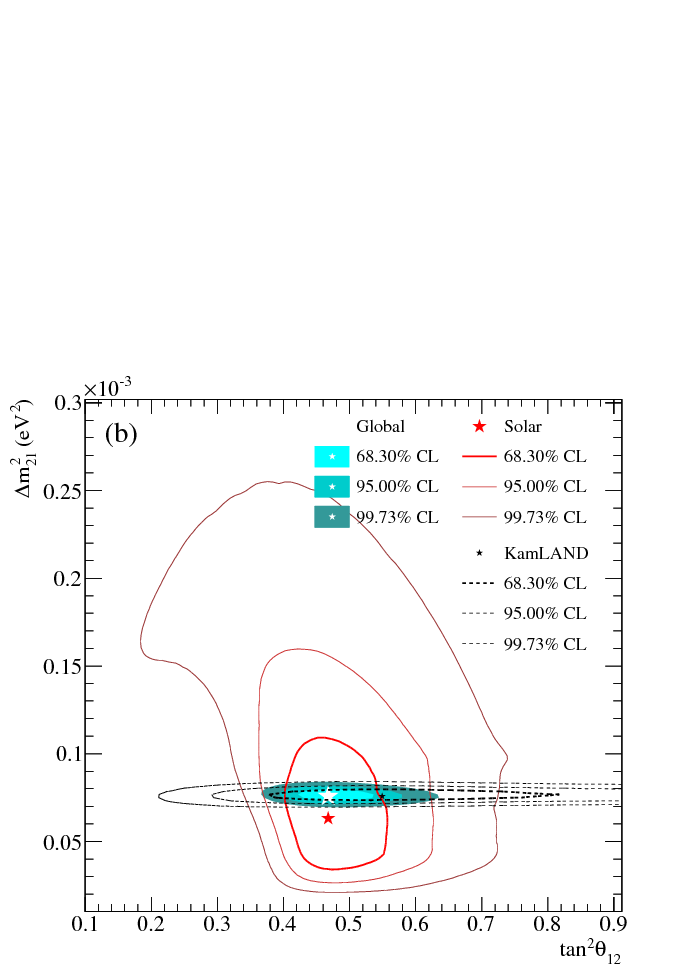 ×10⁻³
0.3
0.25
0.2
0.15
0.1
0.05
Δm²₂₁ (eV²)
(b)
Global
68.30% CL
95.00% CL
99.73% CL
Solar
68.30% CL
95.00% CL
99.73% CL
KamLAND
68.30% CL
95.00% CL
99.73% CL
0.1 0.2 0.3 0.4 0.5 0.6 0.7 0.8 0.9
tan²θ₁₂